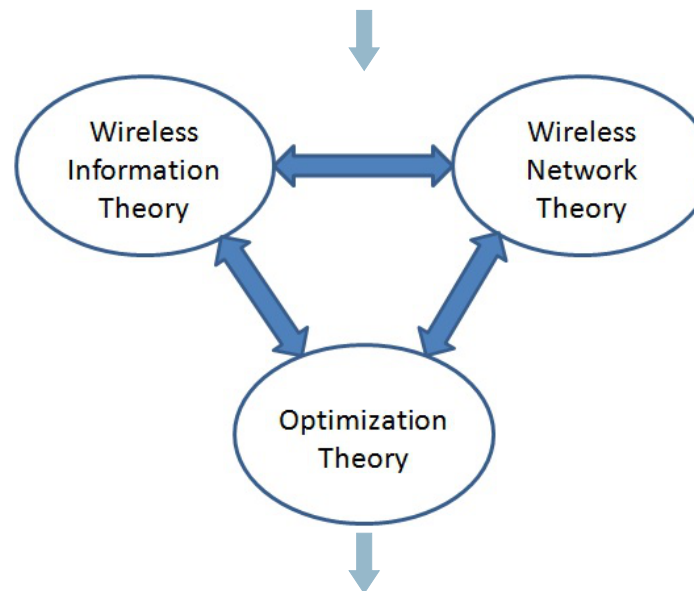 Wireless
Information
Theory
Wireless
Network
Theory
Optimization
Theory